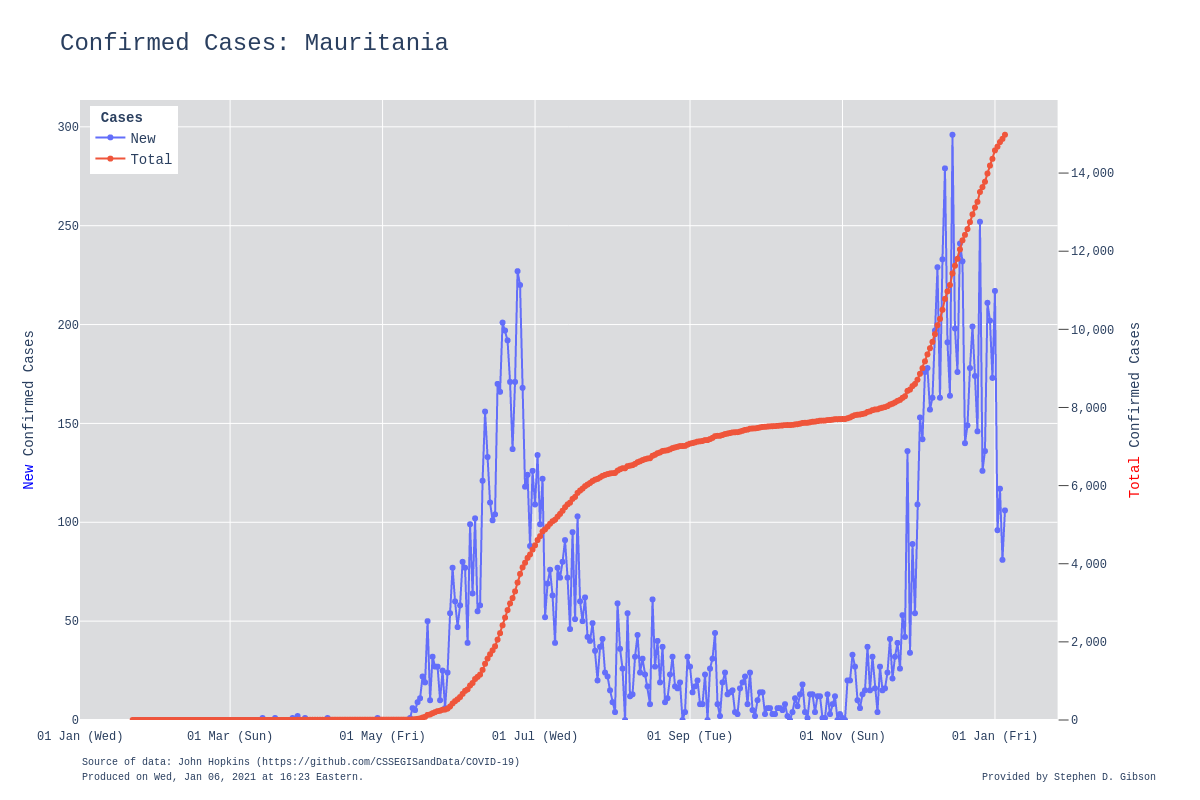 Confirmed Cases: Mauritania
Cases
New
Total
300
250
200
150
100
50
0
14,000
12,000
10,000
8,000
6,000
4,000
2,000
0
New Confirmed Cases
Total Confirmed Cases
01 Jan (Wed)
01 Mar (Sun)
01 May (Fri)
01 Jul (Wed)
01 Sep (Tue)
01 Nov (Sun)
01 Jan (Fri)
Source of data: John Hopkins (https://github.com/CSSEGISandData/COVID-19)
Produced on Wed, Jan 06, 2021 at 16:23 Eastern.
Provided by Stephen D. Gibson